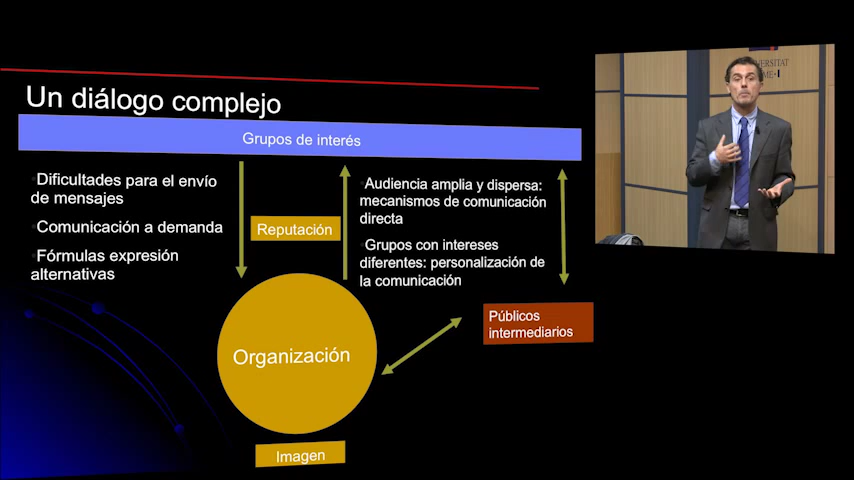 Un diálogo complejo
Grupos de interés
Dificultades para el envío
de mensajes
Comunicación a demanda
Fórmulas expresión
alternativas
Reputación
Audiencia amplia y dispersa:
mecanismos de comunicación
directa
Grupos con intereses
diferentes: personalización de
la comunicación
Públicos
intermediarios
Organización
Imagen